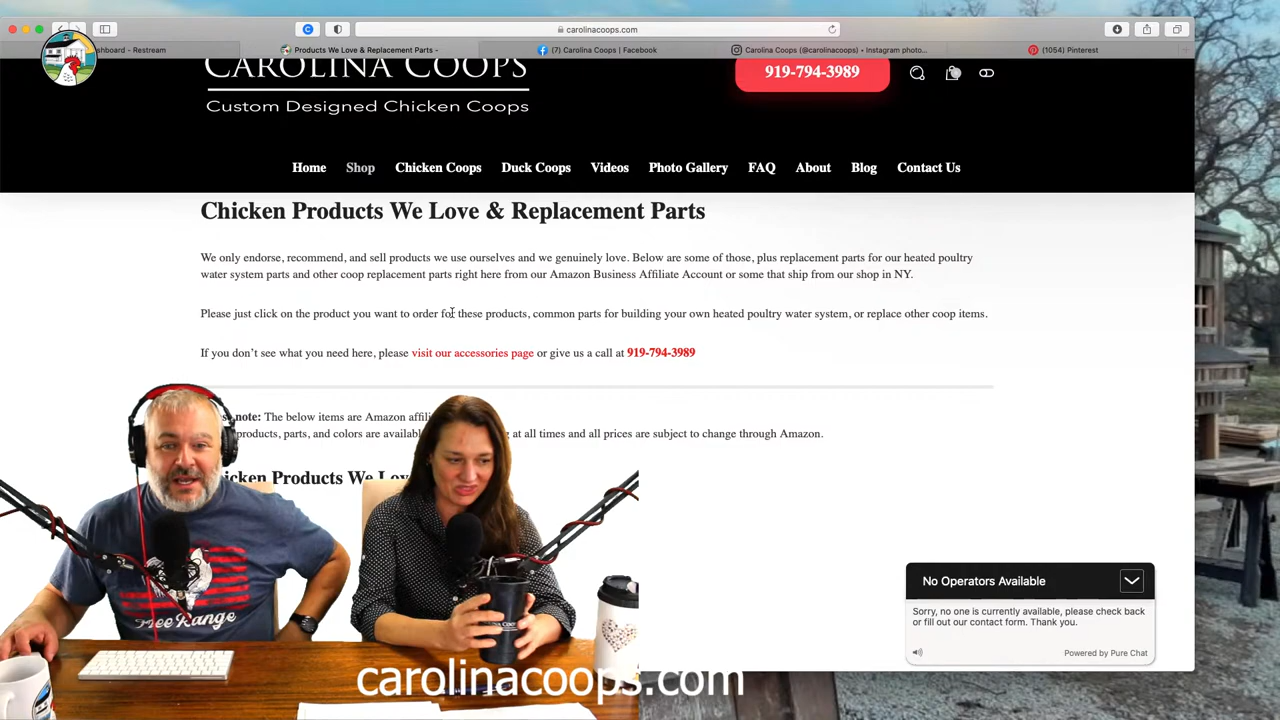 carolinacoops.com
shboard - Restream
Products We Love & Replacement Parts -
(7) Carolina Coops | Facebook
Carolina Coops (@carolinacoops) • Instagram photo...
(1054) Pinterest
CAROLINA COOPS
Custom Designed Chicken Coops
919-794-3989
Home Shop Chicken Coops Duck Coops Videos Photo Gallery FAQ About Blog Contact Us
Chicken Products We Love & Replacement Parts
We only endorse, recommend, and sell products we use ourselves and we genuinely love. Below are some of those, plus replacement parts for our heated poultry
water system parts and other coop replacement parts right here from our Amazon Business Affiliate Account or some that ship from our shop in NY.
Please just click on the product you want to order for these products, common parts for building your own heated poultry water system, or replace other coop items.
If you don't see what you need here, please visit our accessories page or give us a call at 919-794-3989
note: The below items are Amazon affil
products, parts, and colors are availab at all times and all prices are subject to change through Amazon.
icken Products We Lov
No Operators Available
Sorry, no one is currently available, please check back
or fill out our contact form. Thank you.
Powered by Pure Chat
Free Range
carolinacoops.com